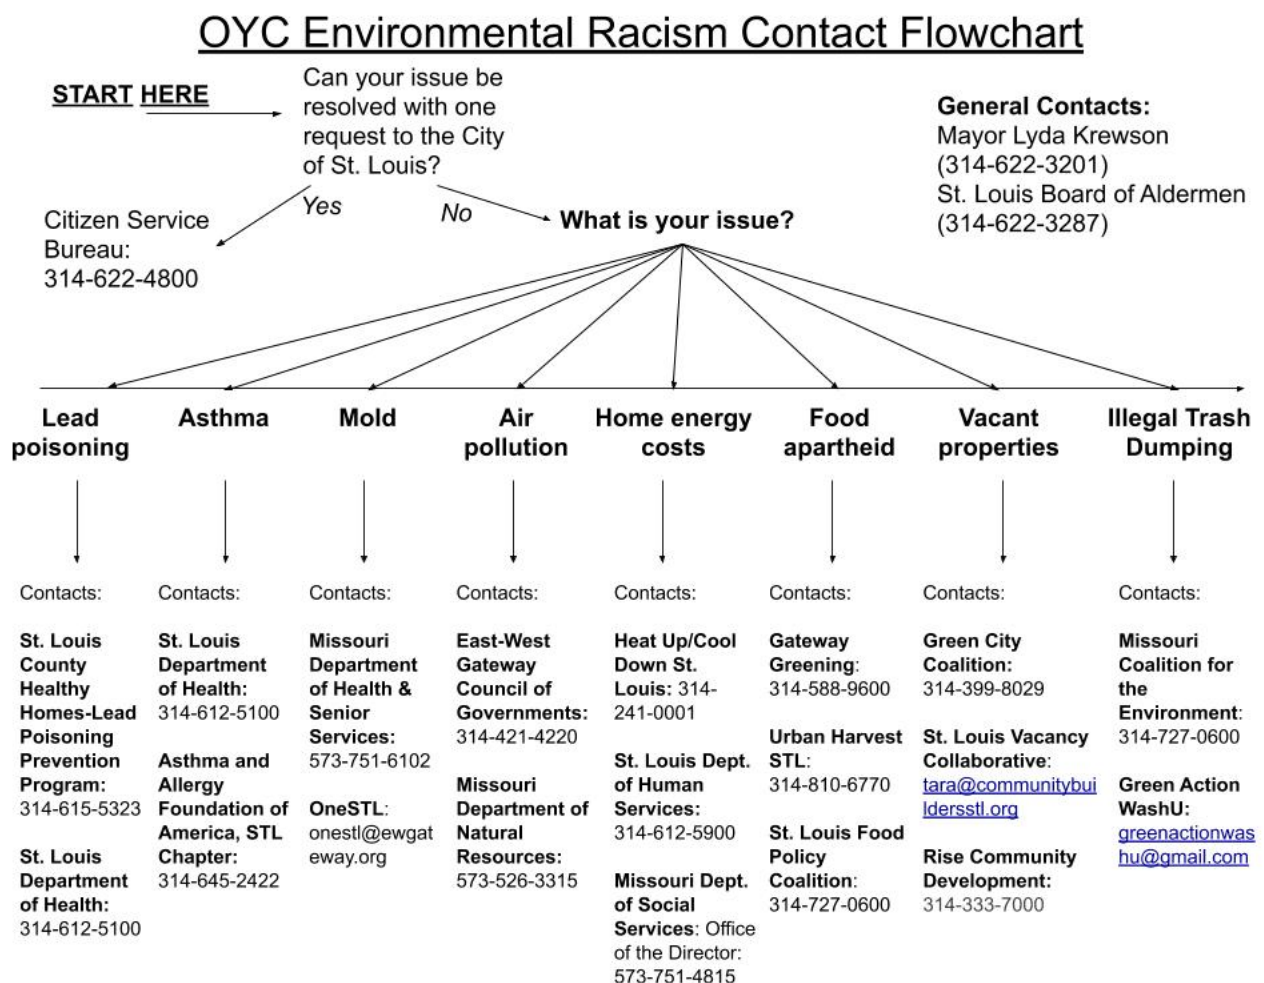 OYC Environmental Racism Contact Flowchart
START HERE
Can your issue be
resolved with one
request to the City
of St. Louis?
General Contacts:
Mayor Lyda Krewson
(314-622-3201)
St. Louis Board of Aldermen
(314-622-3287)
Yes
No
Citizen Service
Bureau:
314-622-4800
What is your issue?
Lead
poisoning
Asthma
Mold
Air
pollution
Home energy
costs
Food
apartheid
Vacant
properties
Illegal Trash
Dumping
Contacts:
St. Louis
County
Healthy
Homes-Lead
Poisoning
Prevention
Program:
314-615-5323
St. Louis
Department
of Health:
314-612-5100
Contacts:
St. Louis
Department
of Health:
314-612-5100
Asthma and
Allergy
Foundation of
America, STL
Chapter:
314-645-2422
Contacts:
Missouri
Department
of Health &
Senior
Services:
573-751-6102
OneSTL:
onestl@ewgat
eway.org
Contacts:
East-West
Gateway
Council of
Governments:
314-421-4220
Missouri
Department of
Natural
Resources:
573-526-3315
Contacts:
Heat Up/Cool
Down St.
Louis: 314-
241-0001
St. Louis Dept.
of Human
Services:
314-612-5900
Missouri Dept.
of Social
Services: Office
of the Director:
573-751-4815
Contacts:
Gateway
Greening:
314-588-9600
Urban Harvest
STL:
314-810-6770
St. Louis Food
Policy
Coalition:
314-727-0600
Contacts:
Green City
Coalition:
314-399-8029
St. Louis Vacancy
Collaborative:
tara@communitybui
ldersstl.org
Rise Community
Development:
314-333-7000
Contacts:
Missouri
Coalition for
the
Environment:
314-727-0600
Green Action
WashU:
greenactionwas
hu@gmail.com